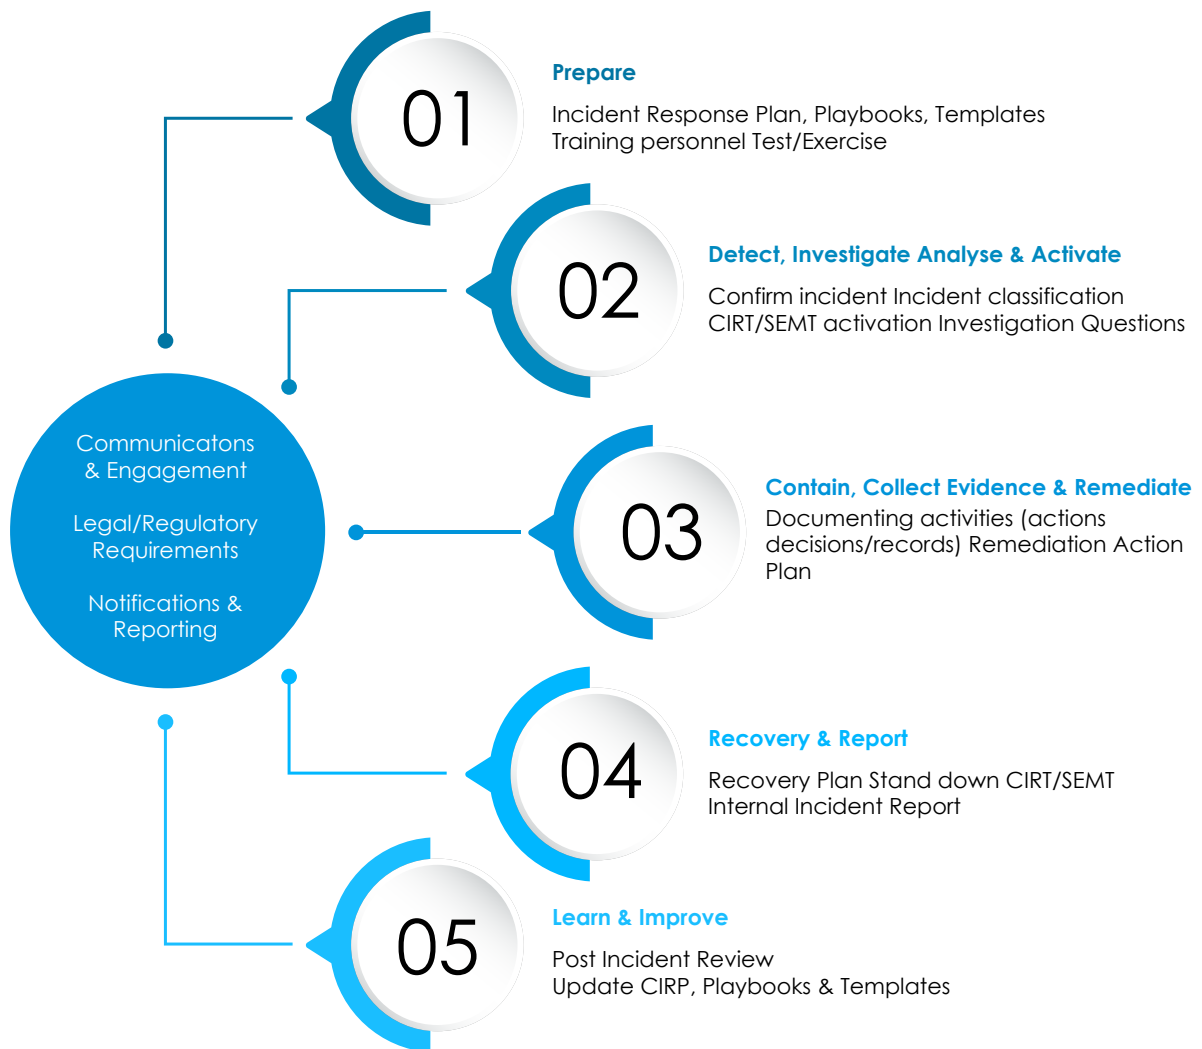 01
Prepare
Incident Response Plan, Playbooks, Templates
Training personnel Test/Exercise
02
Detect, Investigate Analyse & Activate
Confirm incident Incident classification
CIRT/SEMT activation Investigation Questions
Communicatons
& Engagement
Legal/Regulatory
Requirements
Notifications &
Reporting
03
Contain, Collect Evidence & Remediate
Documenting activities (actions
decisions/records) Remediation Action
Plan
04
Recovery & Report
Recovery Plan Stand down CIRT/SEMT
Internal Incident Report
05
Learn & Improve
Post Incident Review
Update CIRP, Playbooks & Templates